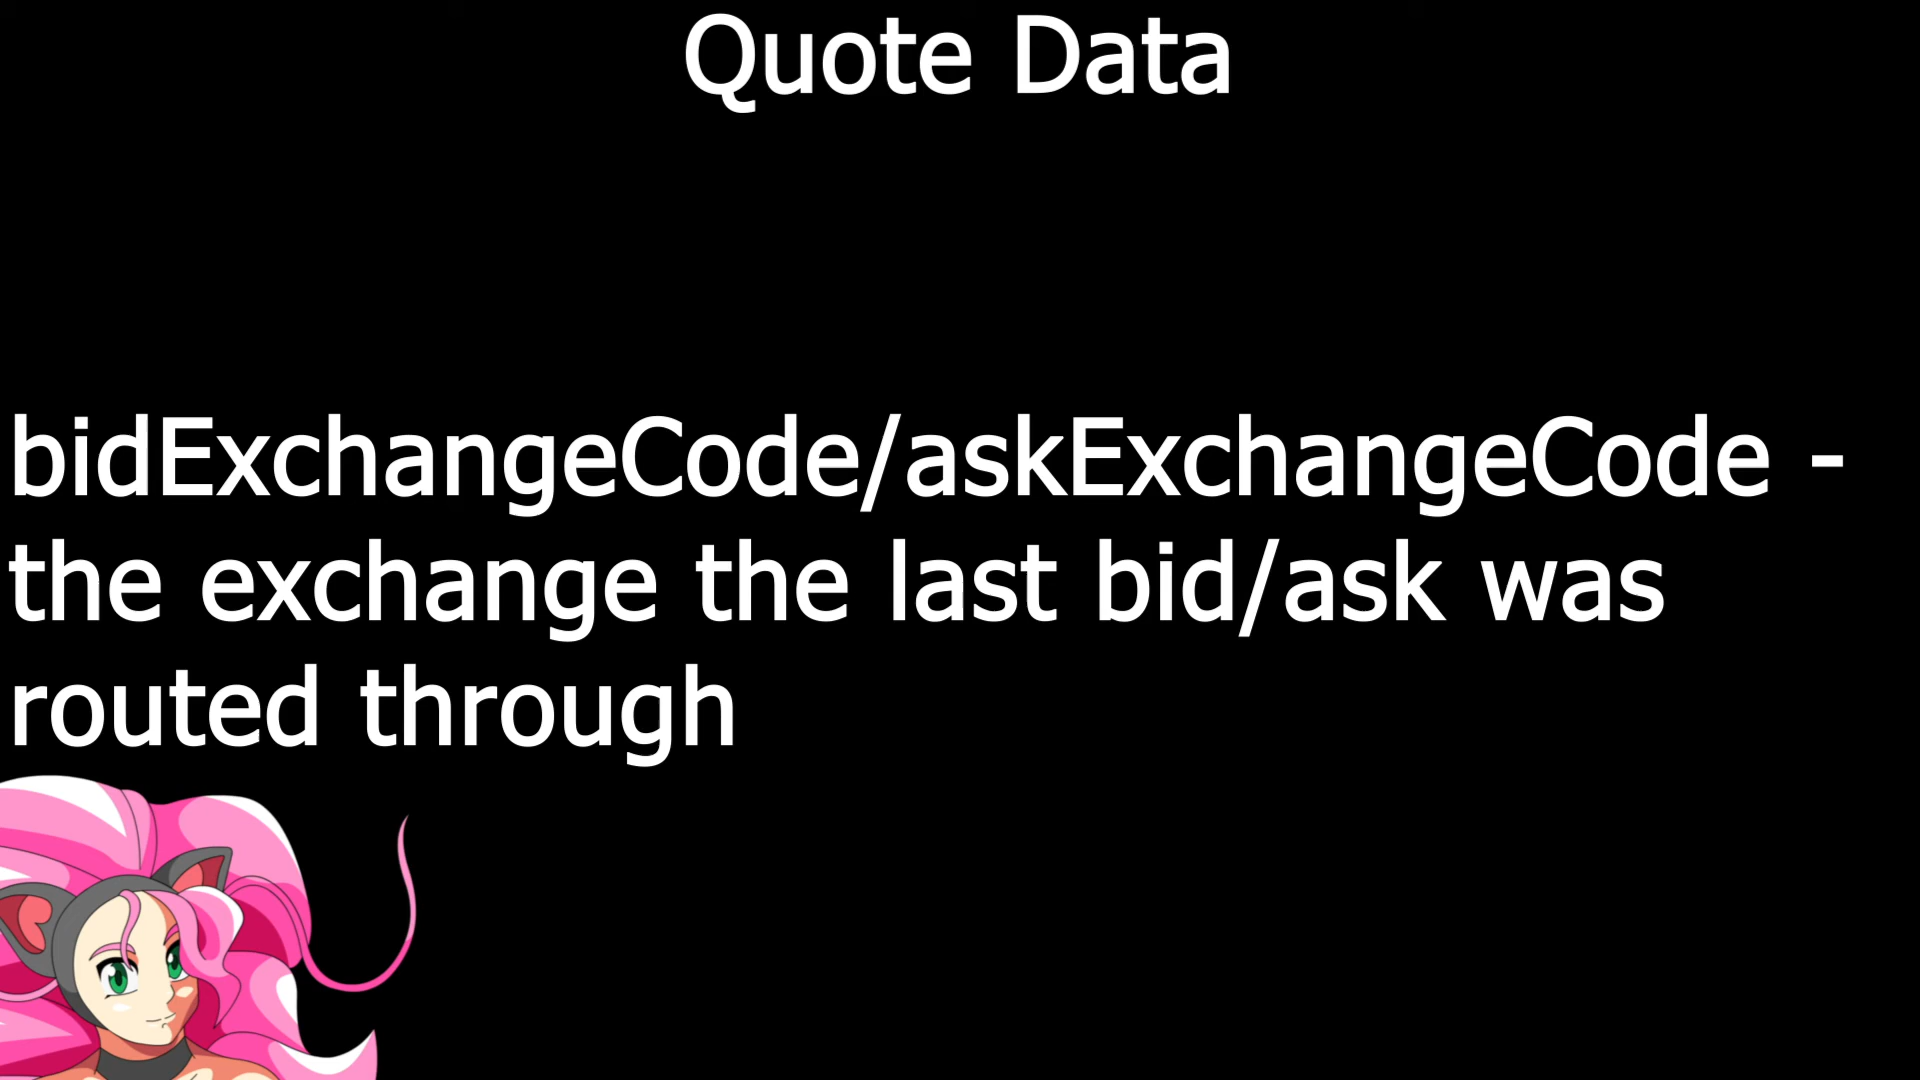 Quote Data
bidExchangeCode/askExchangeCode -
the exchange the last bid/ask was
routed through